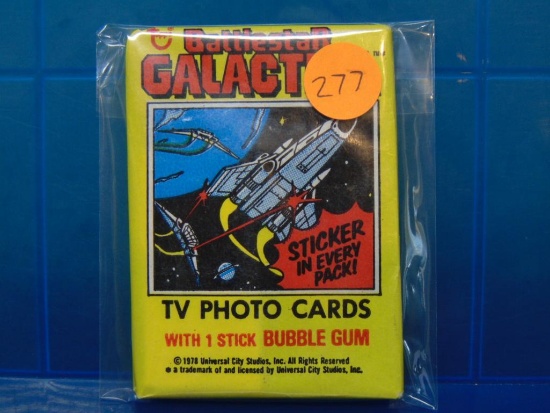 Battlestar
GALACTI
277
STICKER
IN EVERY
PACK!
TV PHOTO CARDS
WITH 1 STICK BUBBLE GUM
© 1978 Universal City Studios, Inc. All Rights Reserved
* a trademark of and licensed by Universal City Studios, Inc.